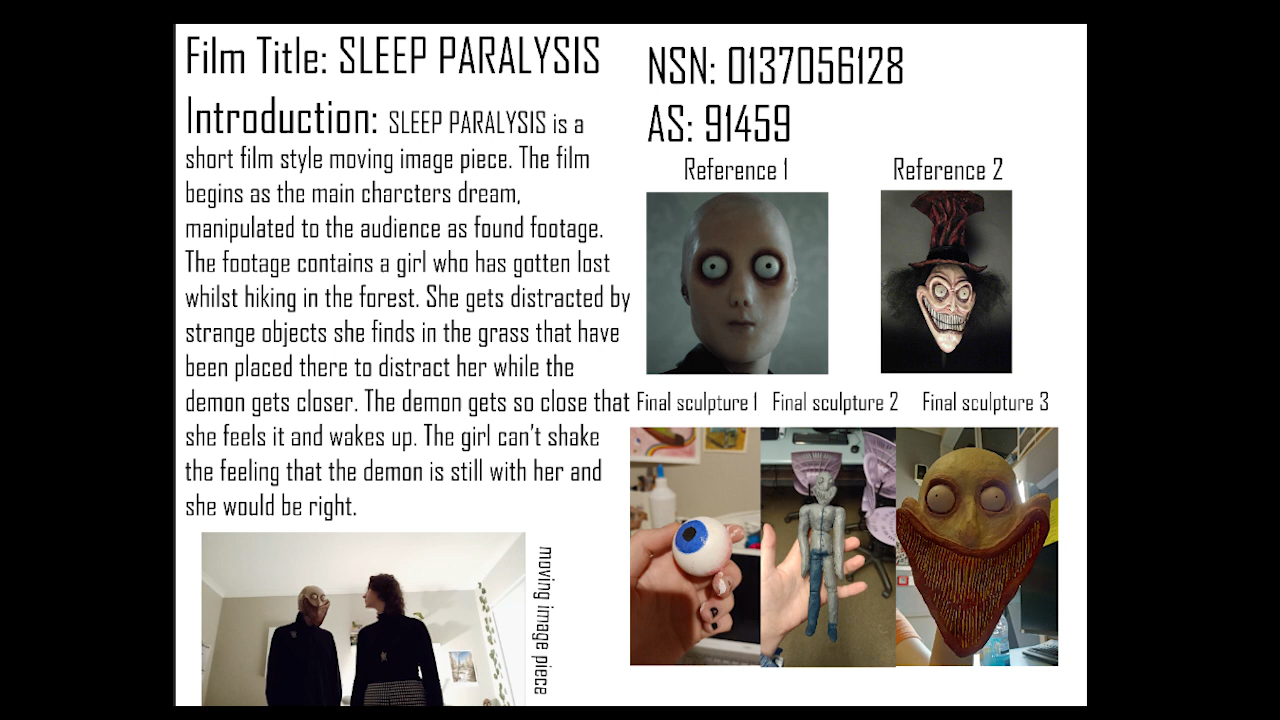 Film Title: SLEEP PARALYSIS
Introduction: SLEEP PARALYSIS is a
short film style moving image piece. The film
begins as the main charcters dream,
manipulated to the audience as found footage.
The footage contains a girl who has gotten lost
whilst hiking in the forest. She gets distracted by
strange objects she finds in the grass that have
been placed there to distract her while the
demon gets closer. The demon gets so close that
she feels it and wakes up. The girl can't shake
the feeling that the demon is still with her and
she would be right.
moving image piece
NSN: 0137056128
AS: 91459
Reference 1
Reference 2
Final sculpture 1
Final sculpture 2
Final sculpture 3